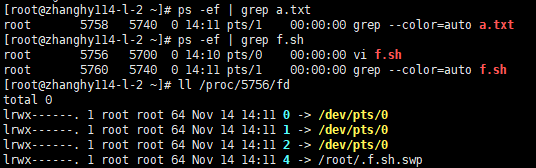 [root@zhanghy114-l-2 ~]# ps -ef | grep a.txt
root 5758 5740 0 14:10 pts/1 00:00:00 grep --color=auto a.txt
[root@zhanghy114-l-2 ~]# ps -ef | grep f.sh
root 5756 5700 0 14:10 pts/0 00:00:00 vi f.sh
root 5760 5740 0 14:11 pts/1 00:00:00 grep --color=auto f.sh
[root@zhanghy114-l-2 ~]# ll /proc/5756/fd
total 0
lrwx------. 1 root root 64 Nov 14 14:11 0 -> /dev/pts/0
lrwx------. 1 root root 64 Nov 14 14:11 1 -> /dev/pts/0
lrwx------. 1 root root 64 Nov 14 14:11 2 -> /dev/pts/0
lrwx------. 1 root root 64 Nov 14 14:11 4 -> /root/.f.sh.swp